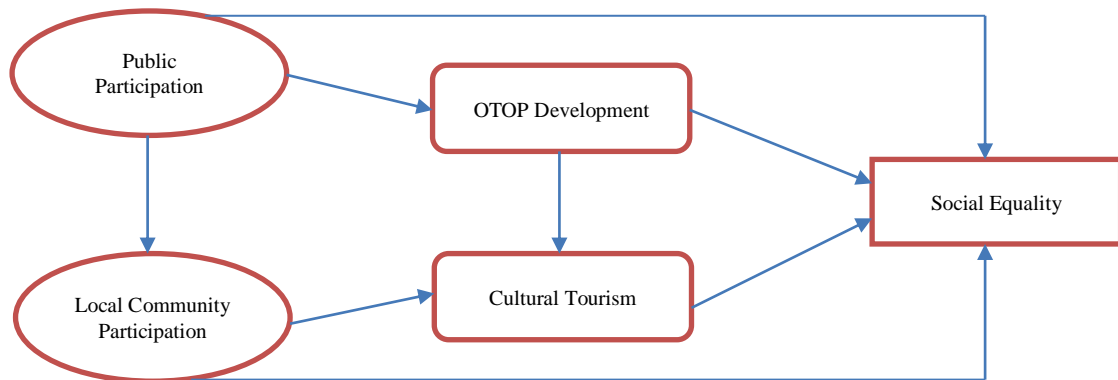 Public
Participation
OTOP Development
Social Equality
Local Community
Participation
Cultural Tourism